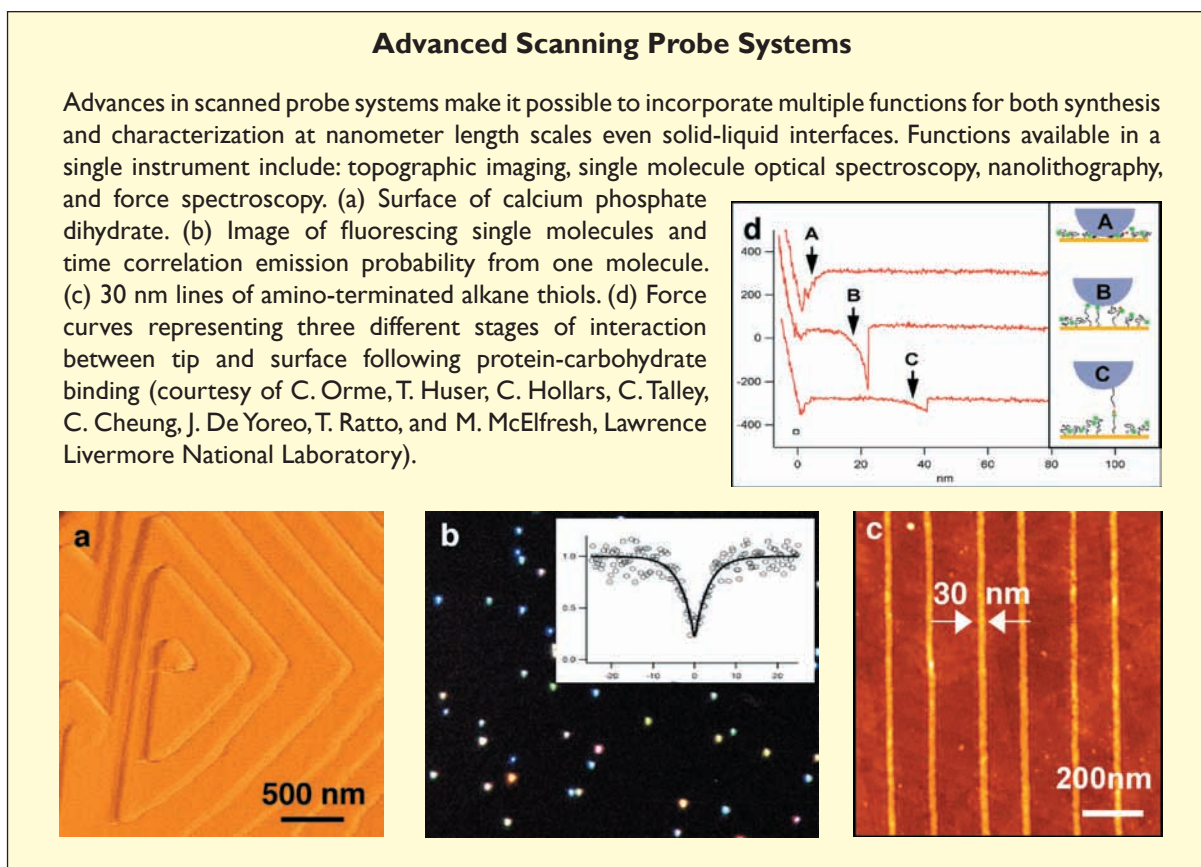 Advanced Scanning Probe Systems
Advances in scanned probe systems make it possible to incorporate multiple functions for both synthesis
and characterization at nanometer length scales even solid-liquid interfaces. Functions available in a
single instrument include: topographic imaging, single molecule optical spectroscopy, nanolithography,
and force spectroscopy. (a) Surface of calcium phosphate
dihydrate. (b) Image of fluorescing single molecules and
time correlation emission probability from one molecule.
(c) 30 nm lines of amino-terminated alkane thiols. (d) Force
curves representing three different stages of interaction
between tip and surface following protein-carbohydrate
binding (courtesy of C. Orme, T. Huser, C. Hollars, C. Talley,
C. Cheung, J. De Yoreo, T. Ratto, and M. McElfresh, Lawrence
Livermore National Laboratory).
d
400
200
0
-200
-400
A
B
C
0 20 40 60 80 100
nm
A
B
C
a
500 nm
b
1.0
0.5
0.0
-20 -10 0 10 20
c
30 nm
200nm